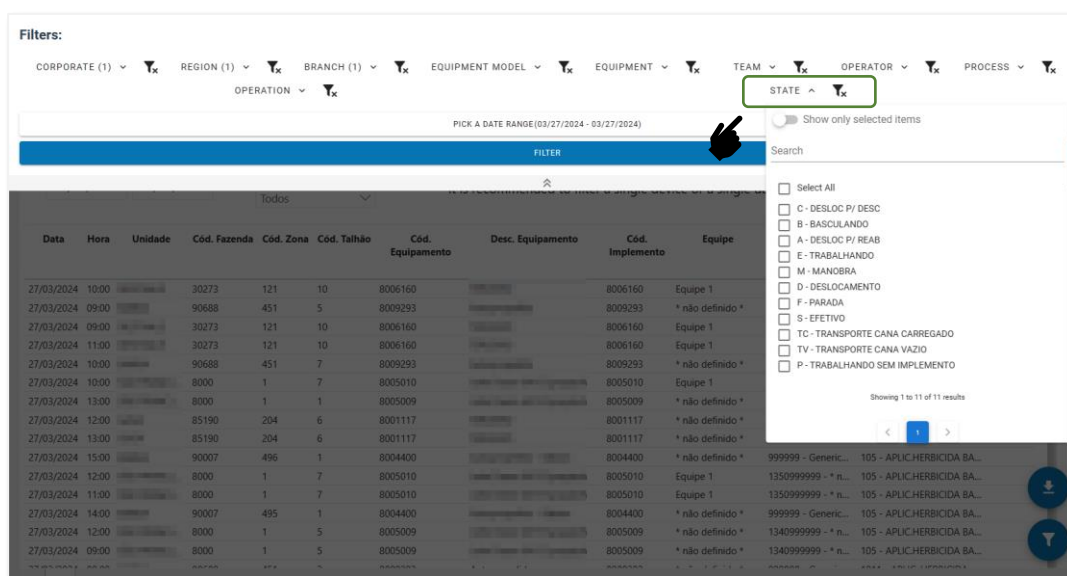 Filters:
CORPORATE (1) REGION (1) BRANCH (1) EQUIPMENT MODEL EQUIPMENT TEAM OPERATOR PROCESS
OPERATION STATE
PICK A DATE RANGE(03/27/2024 - 03/27/2024)
FILTER
Show only selected items
Search
Select All
C - DESLOC P/ DESC
B - BASCULANDO
A - DESLOC P/ REAB
E - TRABALHANDO
M - MANOBRA
D - DESLOCAMENTO
F - PARADA
S - EFETIVO
TC - TRANSPORTE CANA CARREGADO
TV - TRANSPORTE CANA VAZIO
P - TRABALHANDO SEM IMPLEMENTO
Showing 1 to 11 of 11 results
1
Todos
Data Hora Unidade Cód. Fazenda Cód. Zona Cód. Talhão Cód. Equipamento Desc. Equipamento Cód. Implemento Equipe
27/03/2024 10:00 30273 121 10 8006160 8006160 Equipe 1
27/03/2024 09:00 90688 451 5 8009293 8009293 * não definido *
27/03/2024 09:00 30273 121 10 8006160 8006160 Equipe 1
27/03/2024 11:00 30273 121 10 8006160 8006160 Equipe 1
27/03/2024 10:00 90688 451 7 8009293 8009293 * não definido *
27/03/2024 10:00 8000 1 7 8005010 8005010 Equipe 1
27/03/2024 13:00 8000 1 1 8005009 8005009 * não definido *
27/03/2024 12:00 85190 204 6 8001117 8001117 * não definido *
27/03/2024 13:00 85190 204 6 8001117 8001117 * não definido *
27/03/2024 15:00 90007 496 1 8004400 8004400 * não definido * 999999 - Generic... 105 - APLIC.HERBICIDA BA...
27/03/2024 12:00 8000 1 7 8005010 8005010 Equipe 1 1350999999 - * n... 105 - APLIC.HERBICIDA BA...
27/03/2024 11:00 8000 1 7 8005010 8005010 Equipe 1 1350999999 - * n... 105 - APLIC.HERBICIDA BA...
27/03/2024 14:00 90007 495 1 8004400 8004400 * não definido * 999999 - Generic... 105 - APLIC.HERBICIDA BA...
27/03/2024 12:00 8000 1 5 8005009 8005009 * não definido * 1340999999 - * n... 105 - APLIC.HERBICIDA BA...
27/03/2024 09:00 8000 1 5 8005009 8005009 * não definido * 1340999999 - * n... 105 - APLIC.HERBICIDA BA...